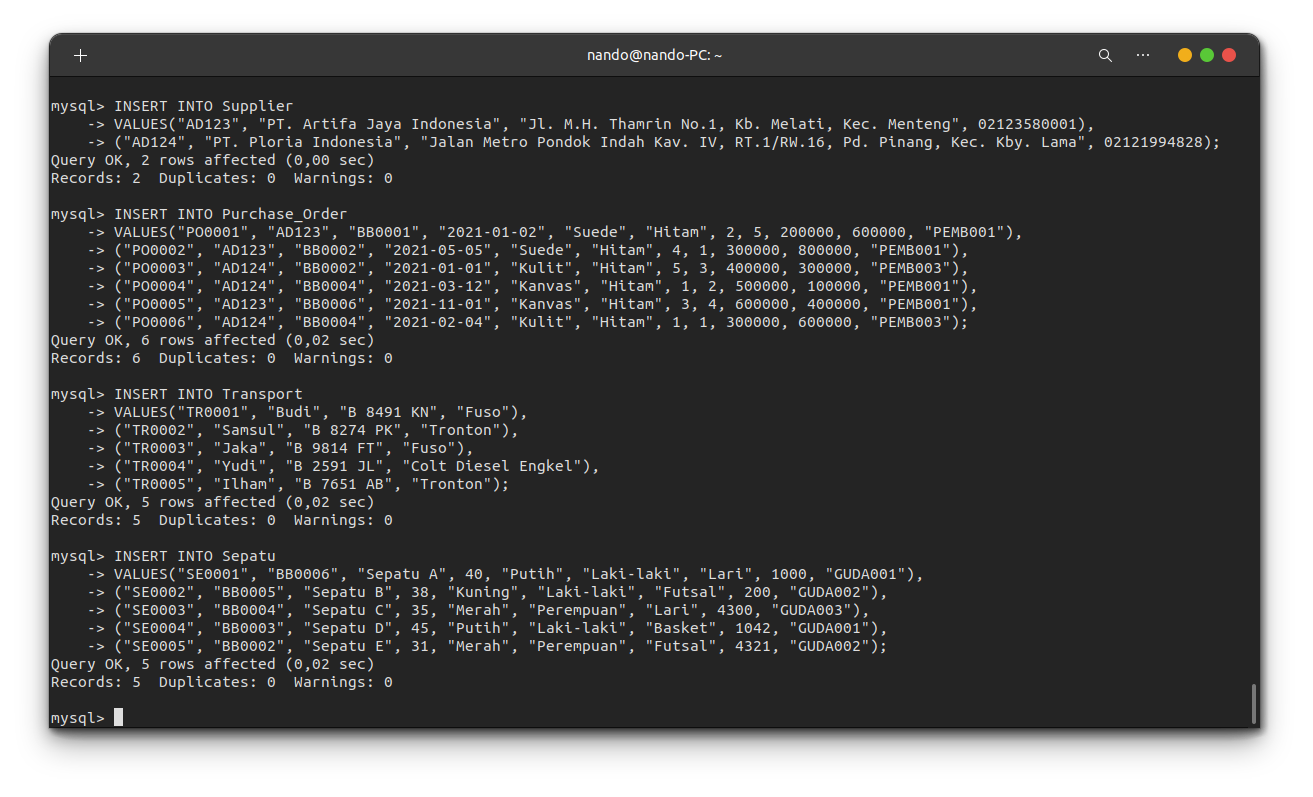 nando@nando-PC: ~
mysql> INSERT INTO Supplier
    -> VALUES("AD123", "PT. Artifa Jaya Indonesia", "Jl. M.H. Thamrin No.1, Kb. Melati, Kec. Menteng", 02123580001),
    -> ("AD124", "PT. Ploria Indonesia", "Jalan Metro Pondok Indah Kav. IV, RT.1/RW.16, Pd. Pinang, Kec. Kby. Lama", 02121994828);
Query OK, 2 rows affected (0,00 sec)
Records: 2  Duplicates: 0  Warnings: 0
mysql> INSERT INTO Purchase_Order
    -> VALUES("PO0001", "AD123", "BB0001", "2021-01-02", "Suede", "Hitam", 2, 5, 200000, 600000, "PEMB001"),
    -> ("PO0002", "AD123", "BB0002", "2021-05-05", "Suede", "Hitam", 4, 1, 300000, 800000, "PEMB001"),
    -> ("PO0003", "AD124", "BB0002", "2021-01-01", "Kulit", "Hitam", 5, 3, 400000, 300000, "PEMB003"),
    -> ("PO0004", "AD124", "BB0004", "2021-03-12", "Kanvas", "Hitam", 1, 2, 500000, 100000, "PEMB001"),
    -> ("PO0005", "AD123", "BB0006", "2021-11-01", "Kanvas", "Hitam", 3, 4, 600000, 400000, "PEMB001"),
    -> ("PO0006", "AD124", "BB0004", "2021-02-04", "Kulit", "Hitam", 1, 1, 300000, 600000, "PEMB003");
Query OK, 6 rows affected (0,02 sec)
Records: 6  Duplicates: 0  Warnings: 0
mysql> INSERT INTO Transport
    -> VALUES("TR0001", "Budi", "B 8491 KN", "Fuso"),
    -> ("TR0002", "Samsul", "B 8274 PK", "Tronton"),
    -> ("TR0003", "Jaka", "B 9814 FT", "Fuso"),
    -> ("TR0004", "Yudi", "B 2591 JL", "Colt Diesel Engkel"),
    -> ("TR0005", "Ilham", "B 7651 AB", "Tronton");
Query OK, 5 rows affected (0,02 sec)
Records: 5  Duplicates: 0  Warnings: 0
mysql> INSERT INTO Sepatu
    -> VALUES("SE0001", "BB0006", "Sepatu A", 40, "Putih", "Laki-laki", "Lari", 1000, "GUDA001"),
    -> ("SE0002", "BB0005", "Sepatu B", 38, "Kuning", "Laki-laki", "Futsal", 200, "GUDA002"),
    -> ("SE0003", "BB0004", "Sepatu C", 35, "Merah", "Perempuan", "Lari", 4300, "GUDA003"),
    -> ("SE0004", "BB0003", "Sepatu D", 45, "Putih", "Laki-laki", "Basket", 1042, "GUDA001"),
    -> ("SE0005", "BB0002", "Sepatu E", 31, "Merah", "Perempuan", "Futsal", 4321, "GUDA002");
Query OK, 5 rows affected (0,02 sec)
Records: 5  Duplicates: 0  Warnings: 0
mysql>